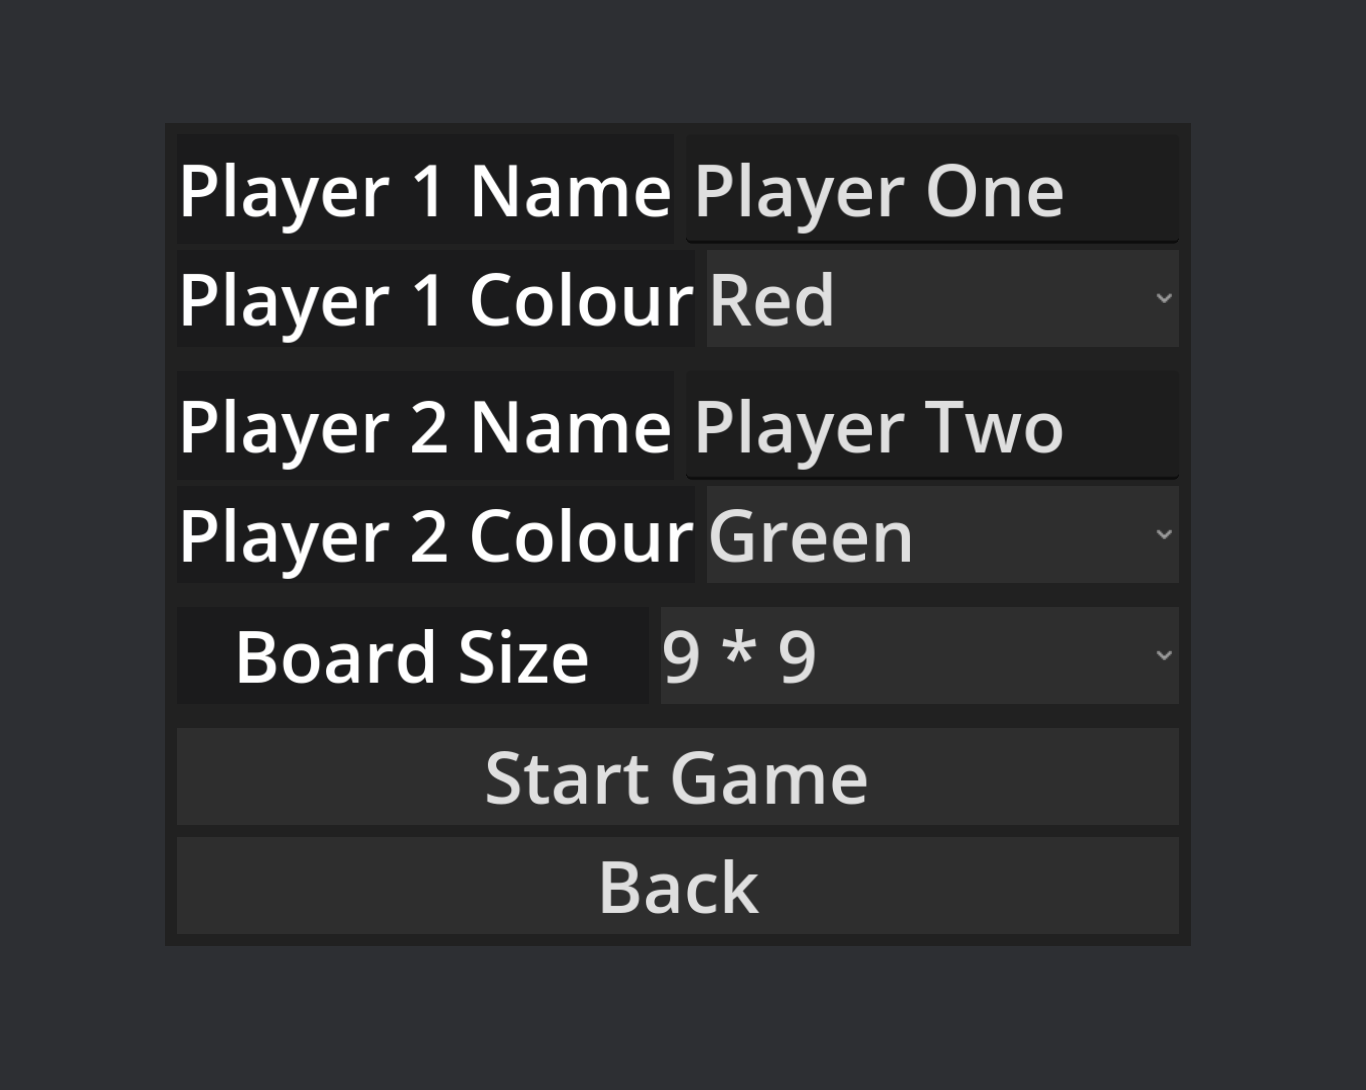 Player 1 Name Player One
Player 1 Colour Red
Player 2 Name Player Two
Player 2 Colour Green
Board Size 9 * 9
Start Game
Back